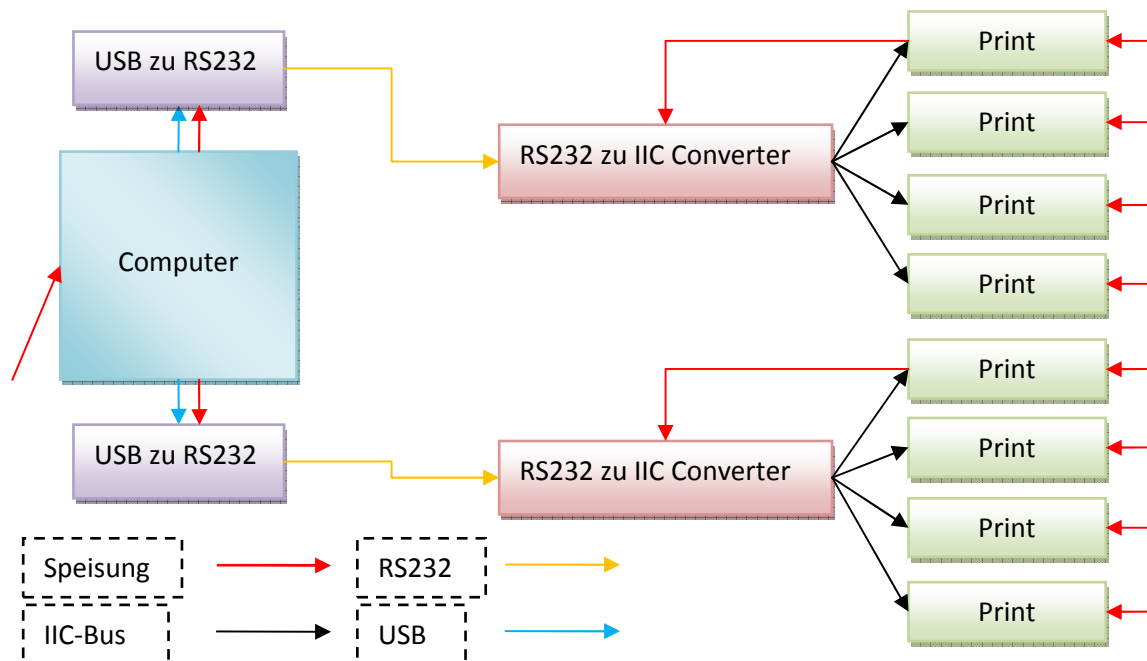 USB zu RS232
Print
Print
RS232 zu IIC Converter
Print
Computer
Print
Print
USB zu RS232
Print
RS232 zu IIC Converter
Print
Print
Speisung
RS232
IIC-Bus
USB